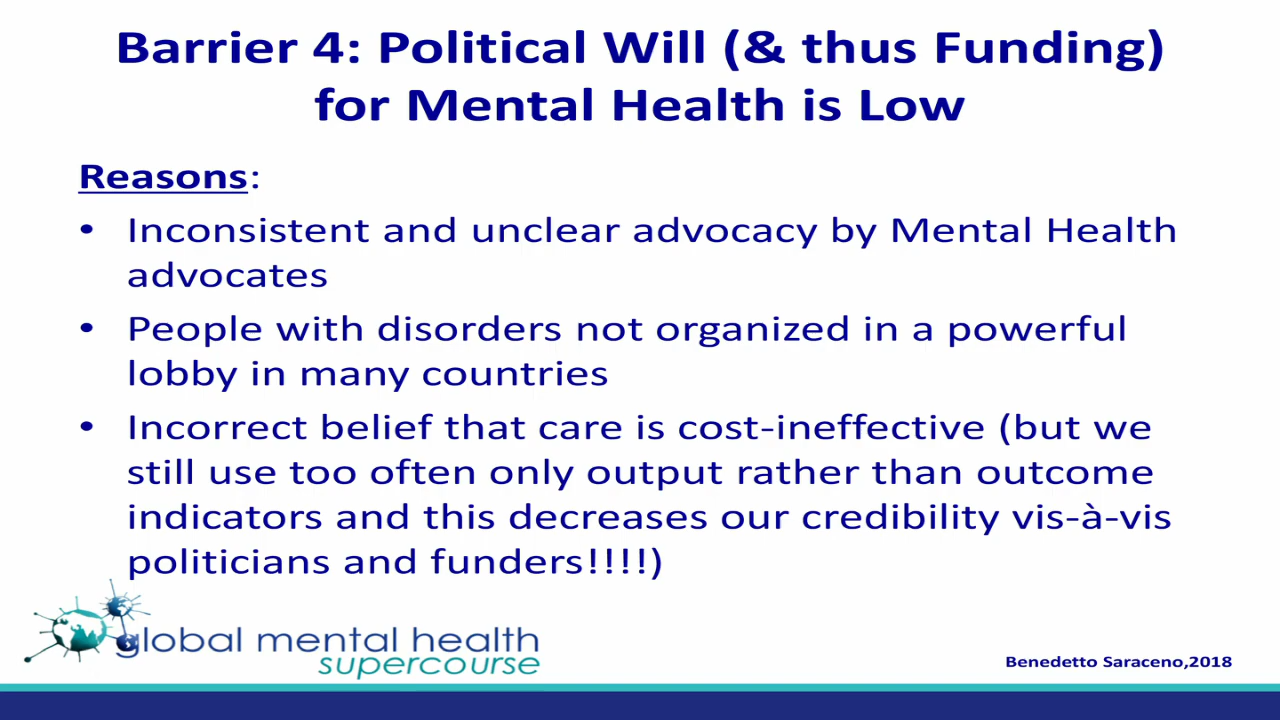 Barrier 4: Political Will (& thus Funding)
for Mental Health is Low
Reasons:
• Inconsistent and unclear advocacy by Mental Health
advocates
• People with disorders not organized in a powerful
lobby in many countries
• Incorrect belief that care is cost-ineffective (but we
still use too often only output rather than outcome
indicators and this decreases our credibility vis-à-vis
politicians and funders!!!!)
global mental health
supercourse
Benedetto Saraceno,2018